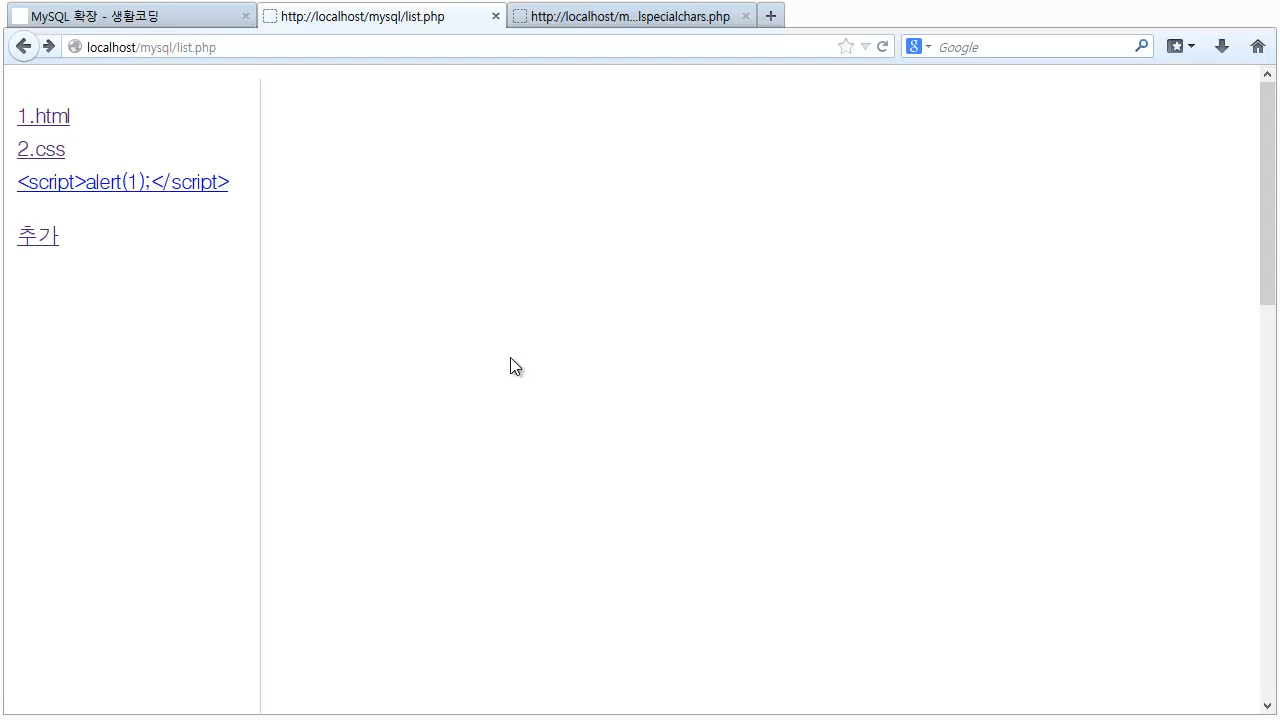 MySQL 확장 - 생활코딩
http://localhost/mysql/list.php
http://localhost/m...lspecialchars.php
localhost/mysql/list.php
Google
1.html
2.css
<script>alert(1);</script>
추가